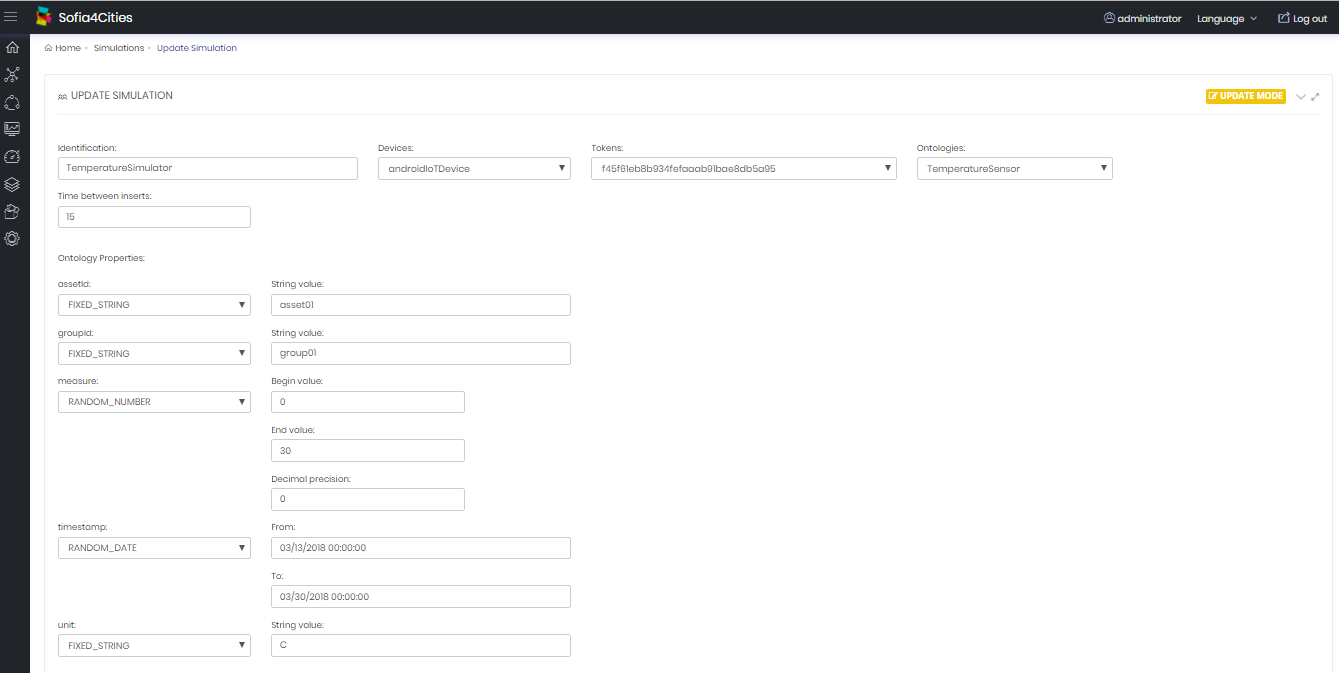 Sofia4Cities
administrator Language Log out
Home • Simulations • Update Simulation
UPDATE SIMULATION
UPDATE MODE
Identification: Devices: Tokens: Ontologies:
TemperatureSimulator androidIoTDevice f45f61eb8b934fefaaab91bae8db5a95 TemperatureSensor
Time between inserts:
15
Ontology Properties:
assetId: String value:
FIXED_STRING asset01
groupId: String value:
FIXED_STRING group01
measure: Begin value:
RANDOM_NUMBER 0
End value:
30
Decimal precision:
0
timestamp: From:
RANDOM_DATE 03/13/2018 00:00:00
To:
03/30/2018 00:00:00
unit: String value:
FIXED_STRING C